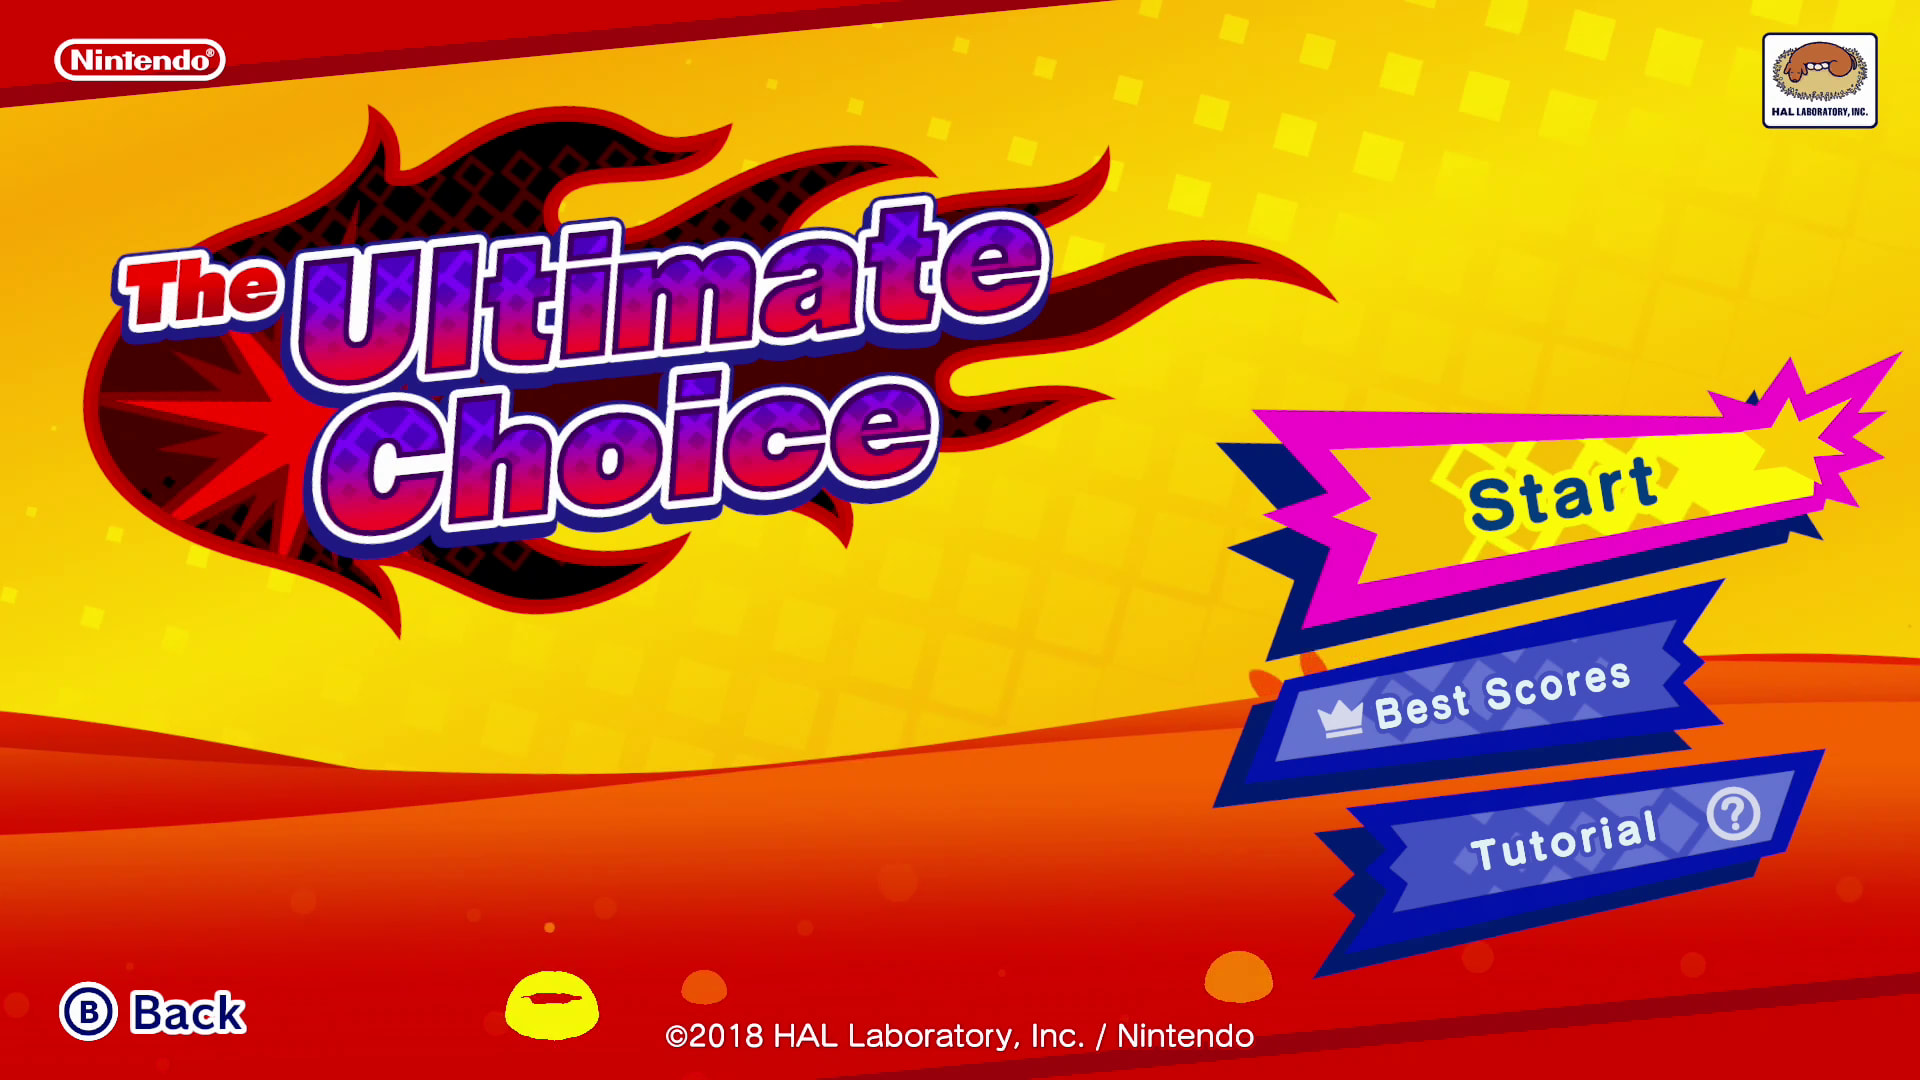 Nintendo®
HAL LABORATORY, INC.
The Ultimate
Choice
Start
Best Scores
Tutorial ?
B Back
©2018 HAL Laboratory, Inc. / Nintendo